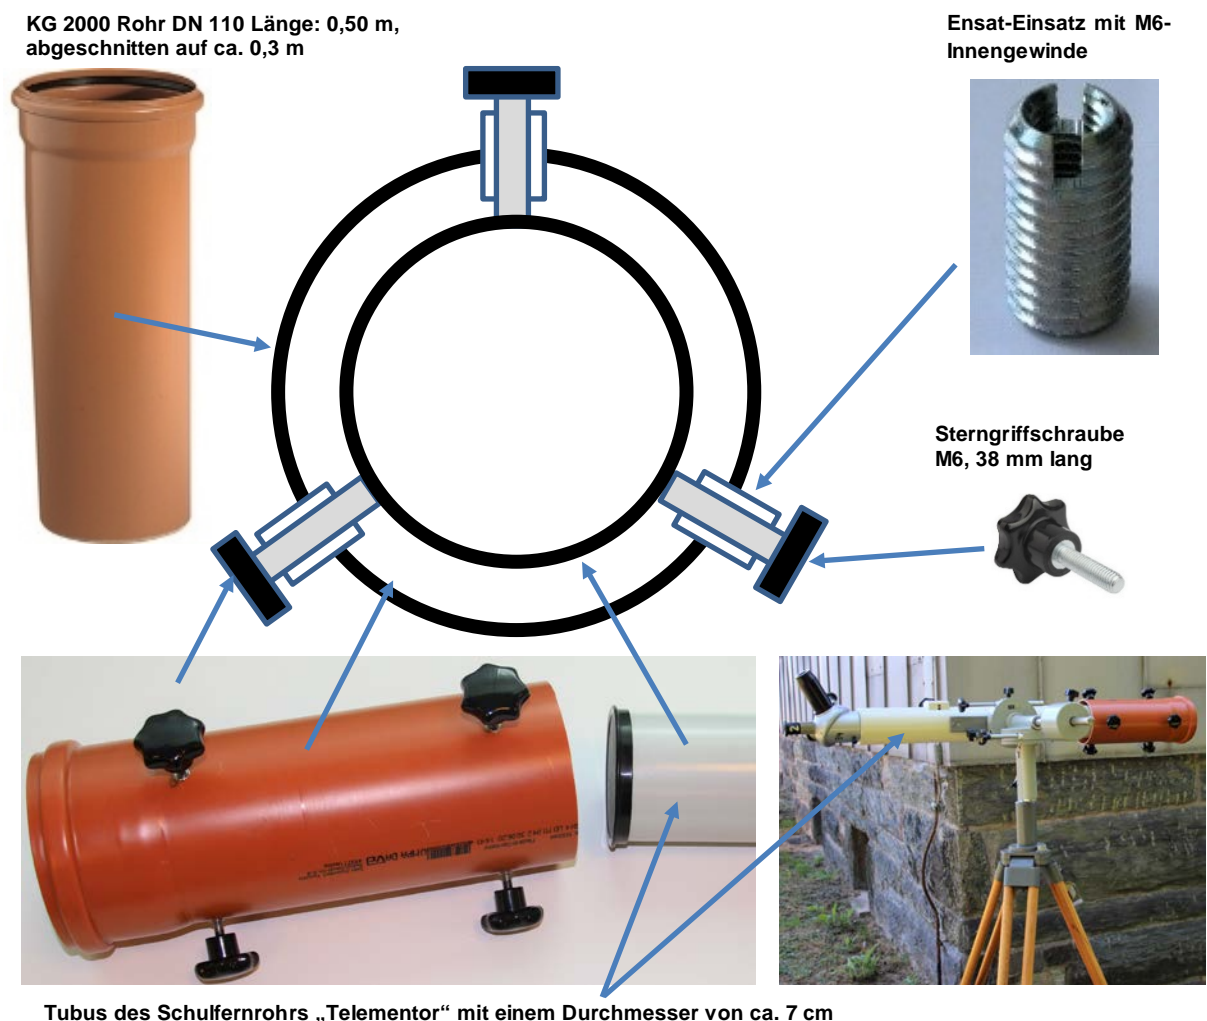 KG 2000 Rohr DN 110 Länge: 0,50 m,
abgeschnitten auf ca. 0,3 m
Ensat-Einsatz mit M6-
Innengewinde
Sterngriffschraube
M6, 38 mm lang
Tubus des Schulfernrohrs „Telementor“ mit einem Durchmesser von ca. 7 cm